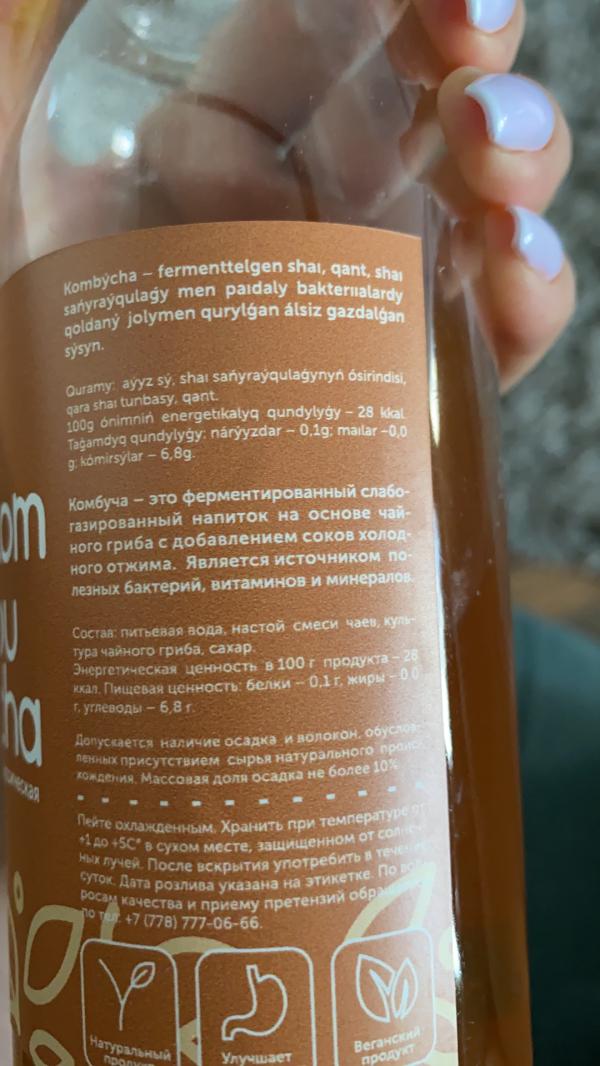 Kombýcha – fermenttelgen shaı, qant, shaı
sańyraýqulaǵy men paıdaly bakterııalardy
qoldaný jolymen qurylǵan álsiz gazdalǵan
sýsyn.
Quramy: aýyz sý, shaı sańyraýqulaǵynyń ósirindisi,
qara shaı tunbasy, qant.
100g ónimniń energetıkalyq qundylyǵy – 28 kkal.
Taǵamdyq qundylyǵy: nárýyzdar – 0,1g; maılar –0,0
g; kómirsýlar – 6,8g.
om
bu
cha
Комбуча – это ферментированный слабо-
газированный напиток на основе чай-
ного гриба с добавлением соков холод-
ного отжима. Является источником по-
лезных бактерий, витаминов и минералов.
Состав: питьевая вода, настой смеси чаев, куль-
тура чайного гриба, сахар.
Энергетическая ценность в 100 г продукта – 28
ккал. Пищевая ценность: белки – 0,1 г, жиры – 0,0
г, углеводы – 6,8 г.
Допускается наличие осадка и волокон, обуслов-
ленных присутствием сырья натурального проис-
хождения. Массовая доля осадка не более 10%
Пейте охлажденным. Хранить при температуре от
+1 до +5С° в сухом месте, защищенном от солнеч-
ных лучей. После вскрытия употребить в течение
суток. Дата розлива указана на этикетке. По воп-
росам качества и приему претензий
по тел: +7 (778) 777-06-66.
Натуральный
продукт
Улучшает
Веганский
продукт